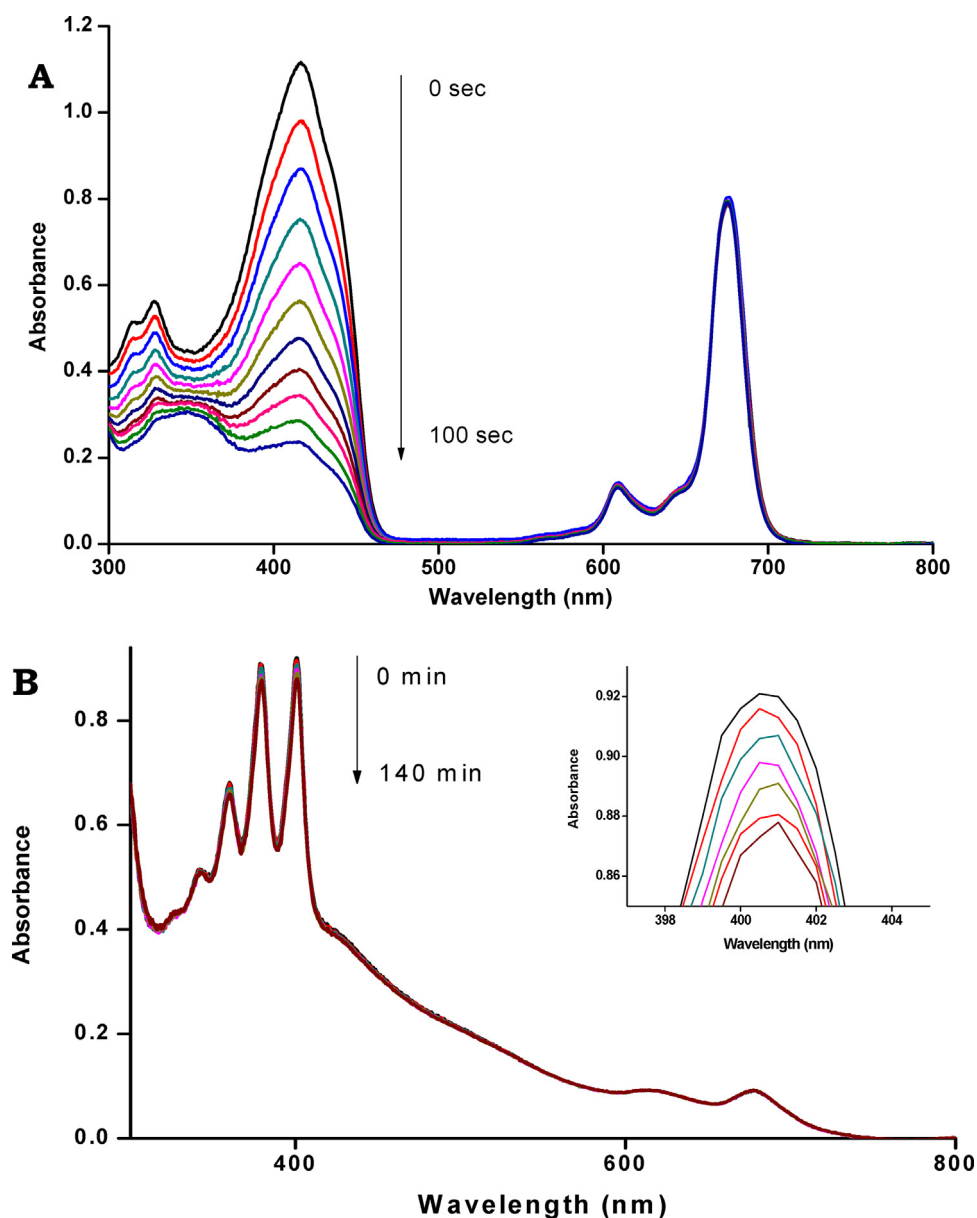 A
1.2
1.0
0.8
0.6
0.4
0.2
0.0
Absorbance
0 sec
100 sec
300 400 500 600 700 800
Wavelength (nm)
B
0.8
0.6
0.4
0.2
0.0
Absorbance
0 min
140 min
0.92
0.90
0.88
0.86
Absorbance
398 400 402 404
Wavelength (nm)
400 600 800
Wavelength (nm)